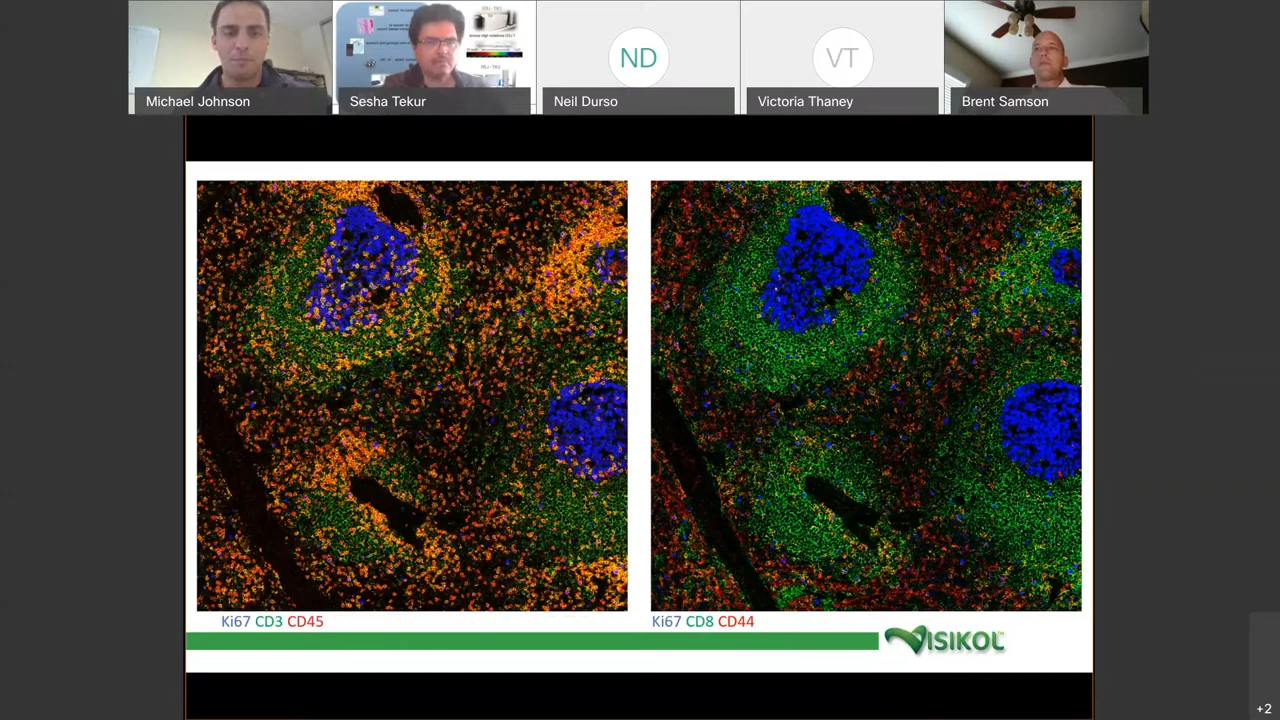 ND
VT
Michael Johnson
Sesha Tekur
Neil Durso
Victoria Thaney
Brent Samson
Ki67 CD3 CD45
Ki67 CD8 CD44
VISIKOL
+2